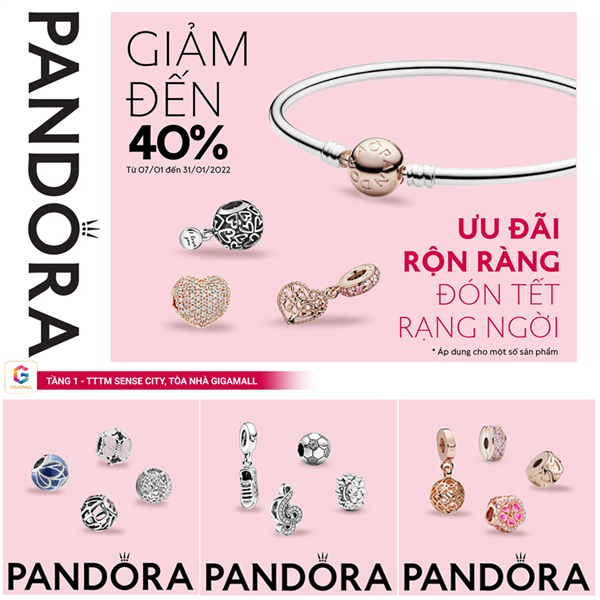 PANDORA
GIẢM
ĐẾN
40%
Từ 07/01 đến 31/01/2022
PANDORA
ƯU ĐÃI
RỘN RÀNG
ĐÓN TẾT
RẠNG NGỜI
* Áp dụng cho một số sản phẩm
GIGAMALL
TẦNG 1 - TTTM SENSE CITY, TÒA NHÀ GIGAMALL
PANDORA
PANDORA
PANDORA